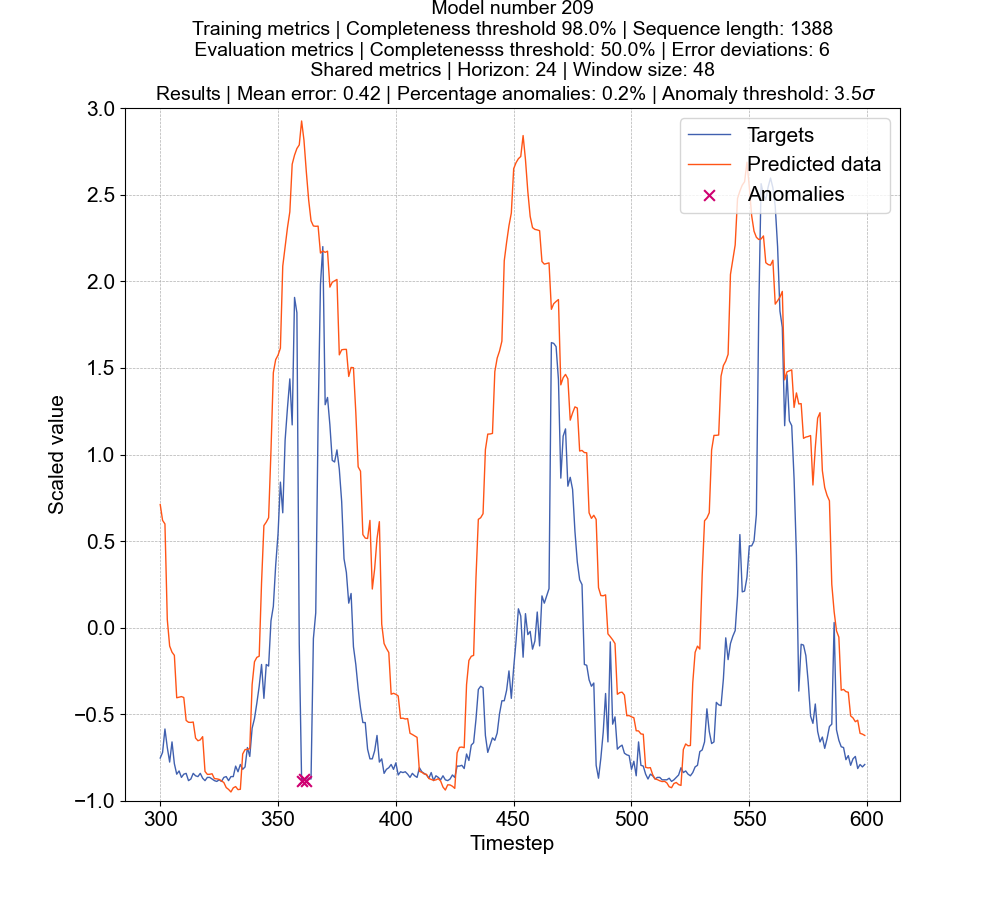 Model number 209
Training metrics | Completeness threshold 98.0% | Sequence length: 1388
Evaluation metrics | Completenesss threshold: 50.0% | Error deviations: 6
Shared metrics | Horizon: 24 | Window size: 48
Results | Mean error: 0.42 | Percentage anomalies: 0.2% | Anomaly threshold: 3.5σ
3.0
2.5
2.0
1.5
1.0
0.5
0.0
−0.5
−1.0
Scaled value
Targets
Predicted data
Anomalies
300 350 400 450 500 550 600
Timestep